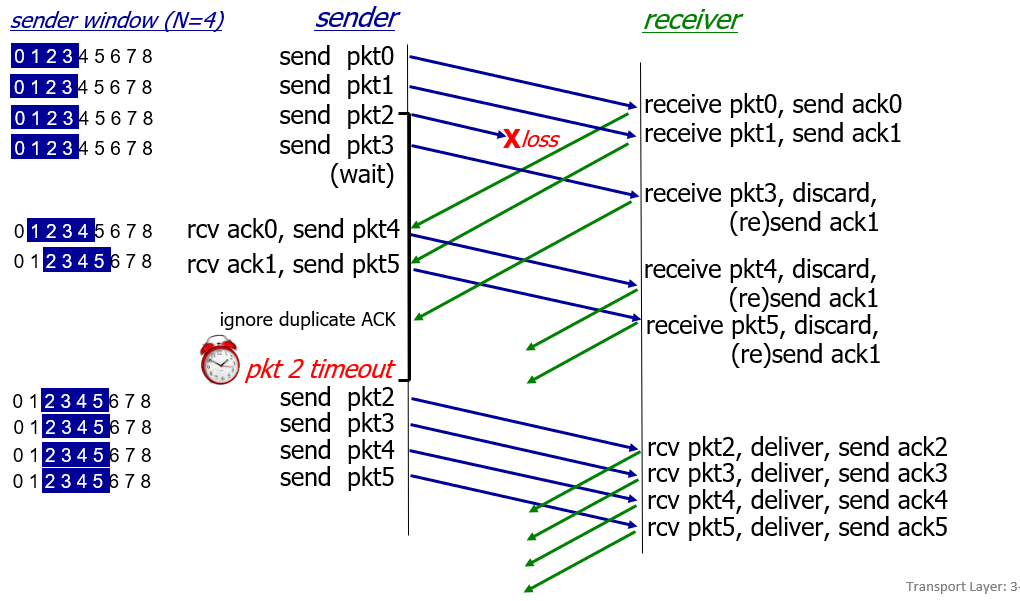 sender window (N=4) sender receiver
0 1 2 3 4 5 6 7 8 send pkt0
0 1 2 3 4 5 6 7 8 send pkt1
receive pkt0, send ack0
0 1 2 3 4 5 6 7 8 send pkt2
receive pkt1, send ack1
X loss
0 1 2 3 4 5 6 7 8 send pkt3
(wait)
receive pkt3, discard,
(re)send ack1
0 1 2 3 4 5 6 7 8 rcv ack0, send pkt4
0 1 2 3 4 5 6 7 8 rcv ack1, send pkt5
receive pkt4, discard,
(re)send ack1
ignore duplicate ACK
receive pkt5, discard,
(re)send ack1
pkt 2 timeout
0 1 2 3 4 5 6 7 8 send pkt2
0 1 2 3 4 5 6 7 8 send pkt3
0 1 2 3 4 5 6 7 8 send pkt4
0 1 2 3 4 5 6 7 8 send pkt5
rcv pkt2, deliver, send ack2
rcv pkt3, deliver, send ack3
rcv pkt4, deliver, send ack4
rcv pkt5, deliver, send ack5
Transport Layer: 3-